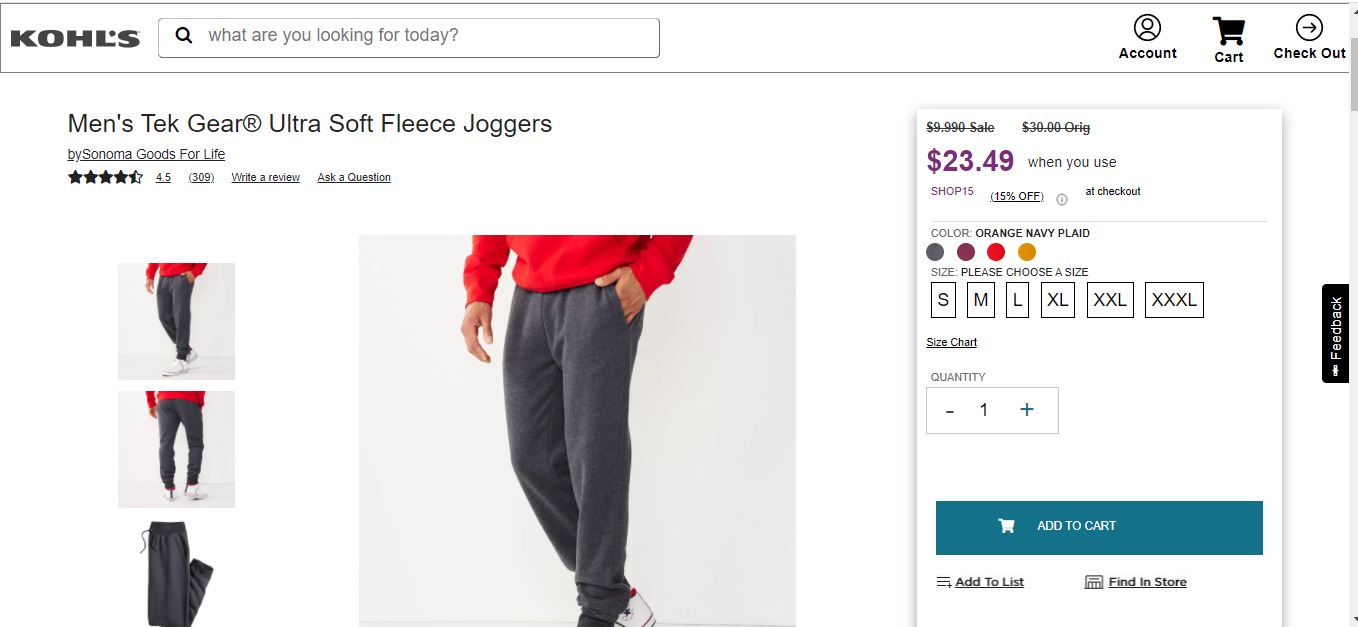 KOHL'S
what are you looking for today?
Account
Cart
Check Out
Men's Tek Gear® Ultra Soft Fleece Joggers
bySonoma Goods For Life
4.5 (309) Write a review Ask a Question
$9.990 Sale $30.00 Orig
$23.49 when you use
SHOP15 (15% OFF) at checkout
COLOR: ORANGE NAVY PLAID
SIZE: PLEASE CHOOSE A SIZE
S M L XL XXL XXXL
Size Chart
QUANTITY
- 1 +
ADD TO CART
Add To List Find In Store
Feedback